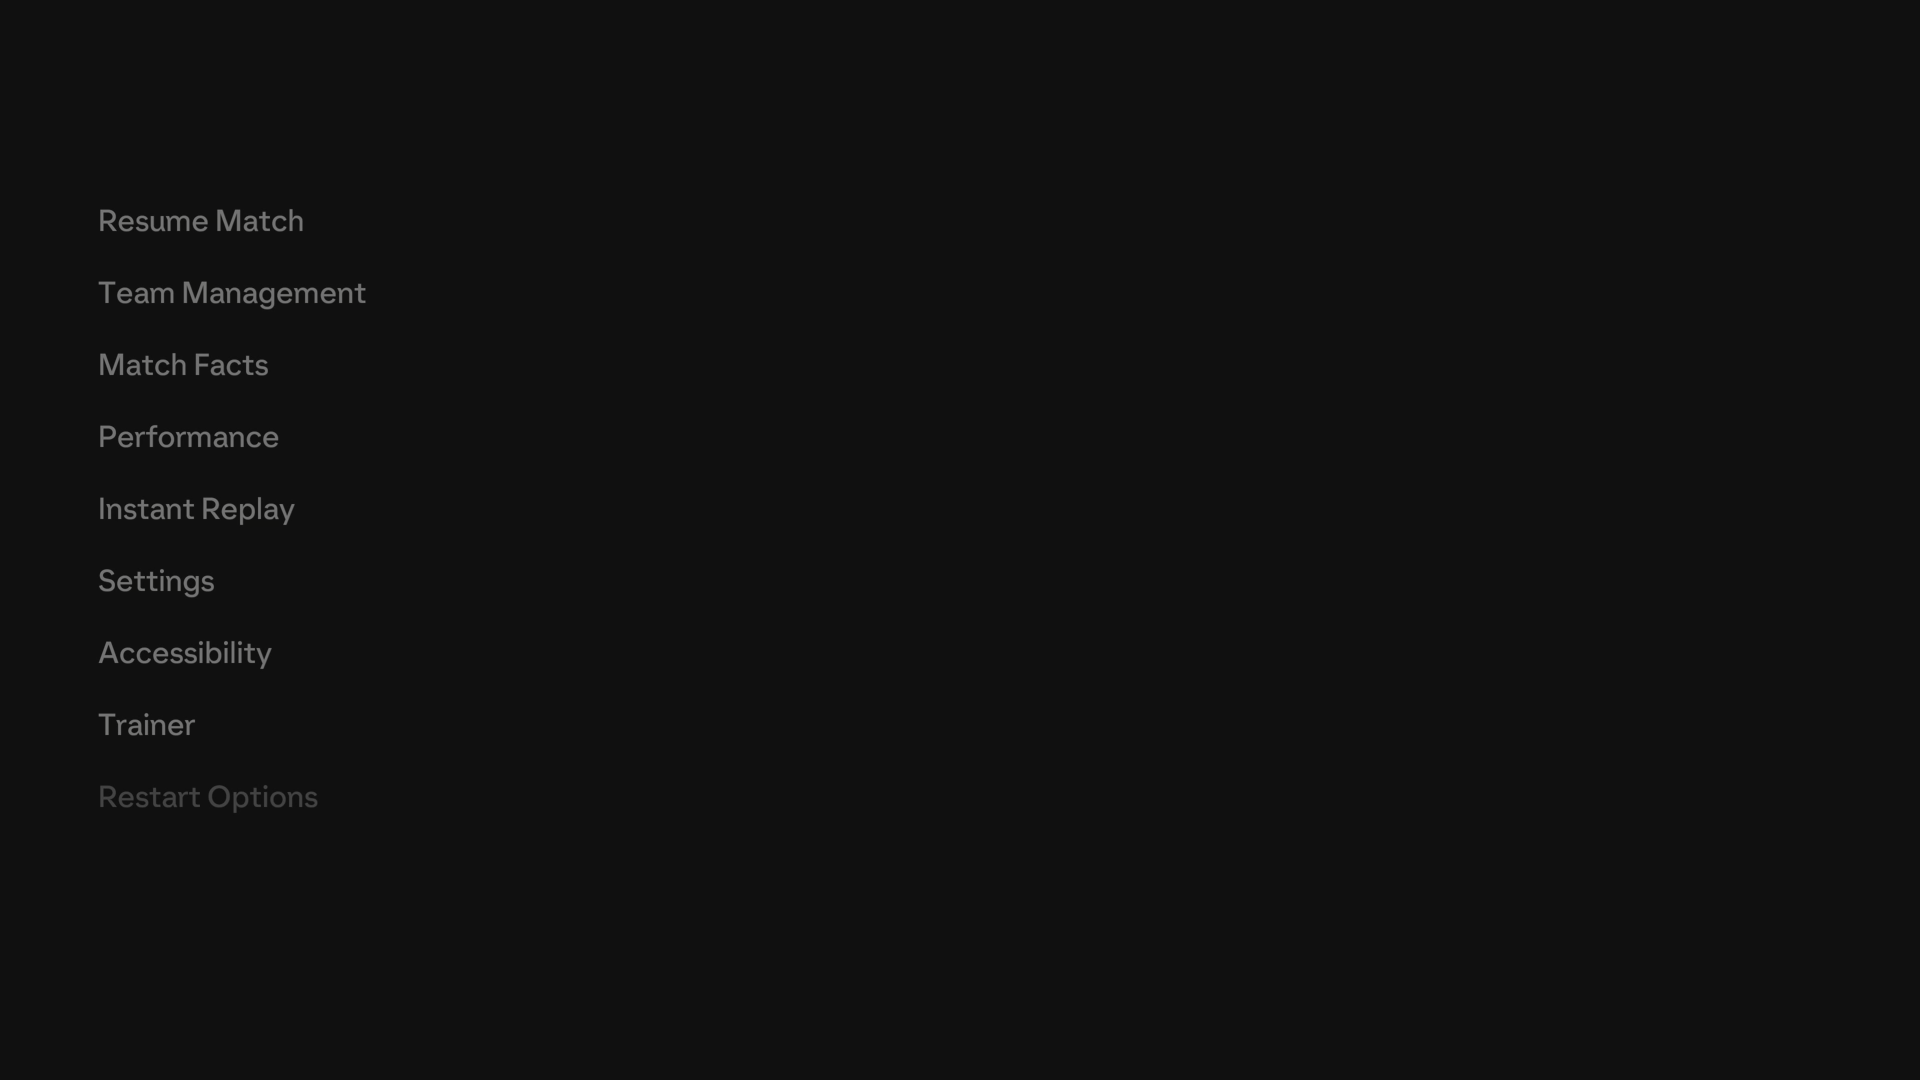 Resume Match
Team Management
Match Facts
Performance
Instant Replay
Settings
Accessibility
Trainer
Restart Options